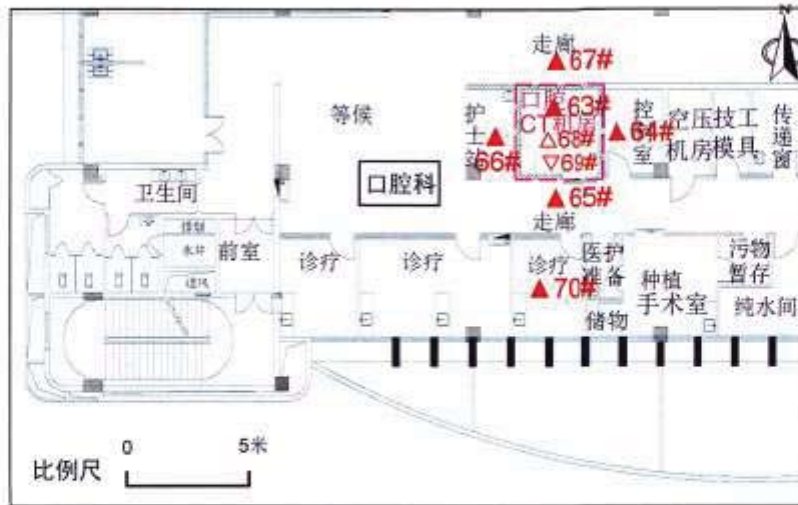 N
走廊
▲67#
口腔
CT机房
▲63#
△68#
▽69#
等候
护士站
▲66#
控制室
▲64#
空压机房
技工模具
传递窗
▲65#
走廊
卫生间
口腔科
前室
诊疗
诊疗
诊疗
▲70#
医护准备
储物
种植手术室
污物暂存
纯水间
比例尺
0
5米